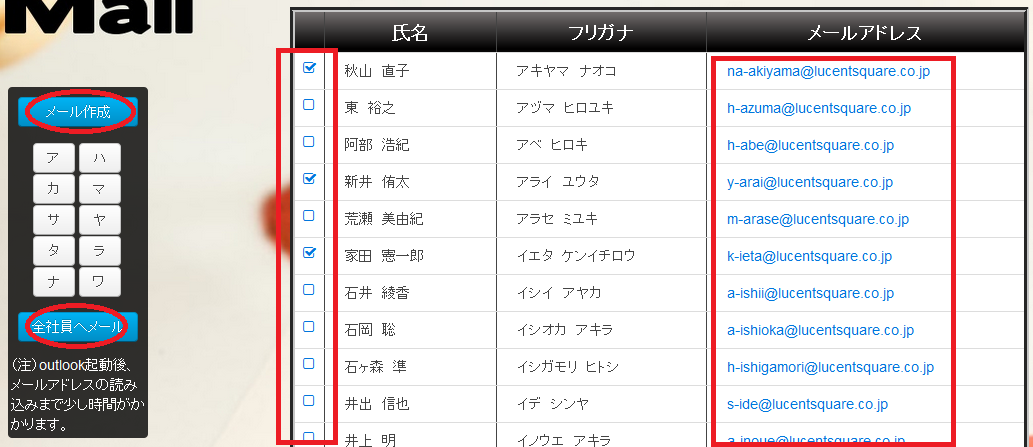 Mail
メール作成
ア ハ
カ マ
サ ヤ
タ ラ
ナ ワ
全社員へメール
(注)outlook起動後、
メールアドレスの読み
込みまで少し時間がか
かります。
氏名 フリガナ メールアドレス
秋山 直子 アキヤマ ナオコ na-akiyama@lucentsquare.co.jp
東 裕之 アヅマ ヒロユキ h-azuma@lucentsquare.co.jp
阿部 浩紀 アベ ヒロキ h-abe@lucentsquare.co.jp
新井 侑太 アライ ユウタ y-arai@lucentsquare.co.jp
荒瀬 美由紀 アラセ ミユキ m-arase@lucentsquare.co.jp
家田 憲一郎 イエタ ケンイチロウ k-ieta@lucentsquare.co.jp
石井 綾香 イシイ アヤカ a-ishii@lucentsquare.co.jp
石岡 聡 イシオカ アキラ a-ishioka@lucentsquare.co.jp
石ヶ森 準 イシガモリ ヒトシ h-ishigamori@lucentsquare.co.jp
井出 信也 イデ シンヤ s-ide@lucentsquare.co.jp
井上 明 イノウエ アキラ a-inoue@lucentsquare.co.jp